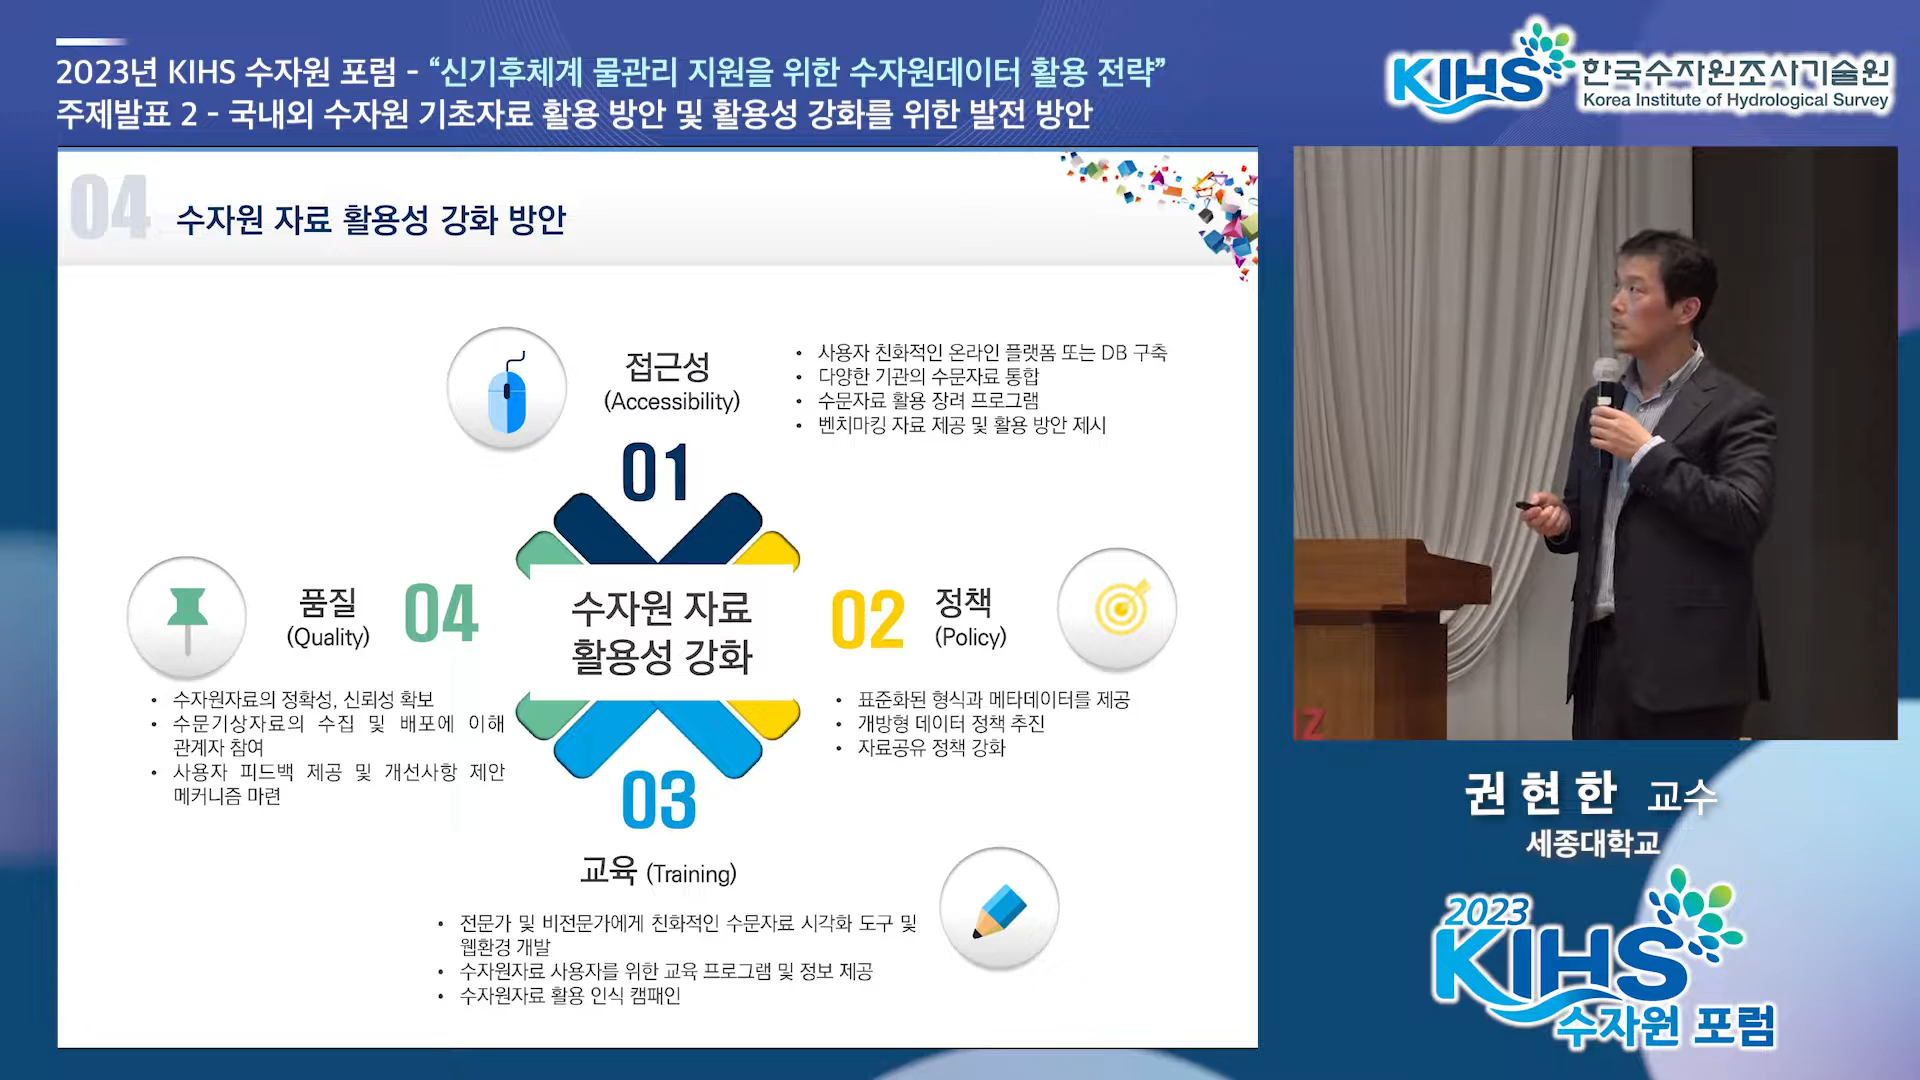 2023년 KIHS 수자원 포럼 - “신기후체계 물관리 지원을 위한 수자원데이터 활용 전략”
주제발표 2 - 국내외 수자원 기초자료 활용 방안 및 활용성 강화를 위한 발전 방안
KIHS 한국수자원조사기술원
Korea Institute of Hydrological Survey
04 수자원 자료 활용성 강화 방안
접근성
(Accessibility)
• 사용자 친화적인 온라인 플랫폼 또는 DB 구축
• 다양한 기관의 수문자료 통합
• 수문자료 활용 장려 프로그램
• 벤치마킹 자료 제공 및 활용 방안 제시
01
수자원 자료
활용성 강화
02
정책
(Policy)
• 표준화된 형식과 메타데이터를 제공
• 개방형 데이터 정책 추진
• 자료공유 정책 강화
03
교육 (Training)
• 전문가 및 비전문가에게 친화적인 수문자료 시각화 도구 및
웹환경 개발
• 수자원자료 사용자를 위한 교육 프로그램 및 정보 제공
• 수자원자료 활용 인식 캠페인
품질
(Quality)
04
• 수자원자료의 정확성, 신뢰성 확보
• 수문기상자료의 수집 및 배포에 이해
관계자 참여
• 사용자 피드백 제공 및 개선사항 제안
메커니즘 마련
IZ
권현한 교수
세종대학교
2023
KIHS
수자원 포럼